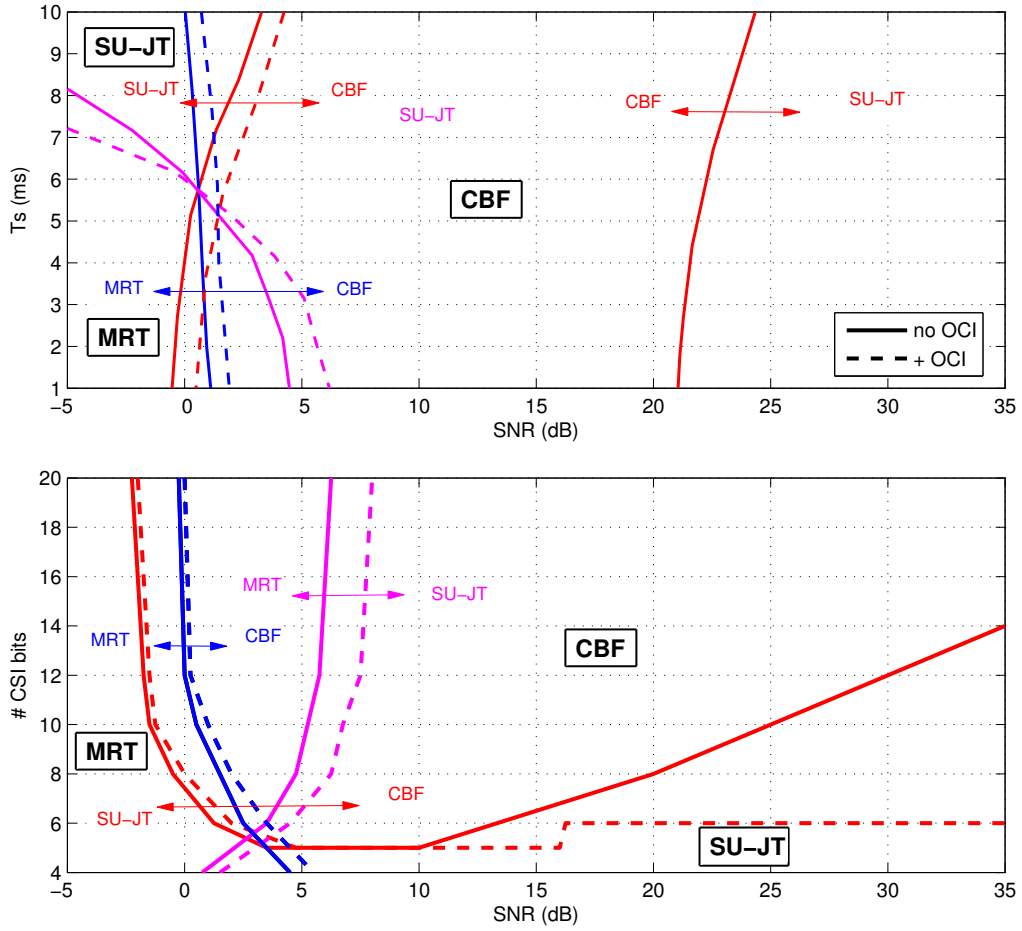 10
9
8
7
6
5
4
3
2
1
Ts (ms)
SU-JT
SU-JT
CBF
SU-JT
CBF
SU-JT
CBF
MRT
CBF
MRT
no OCI
+ OCI
-5
0
5
10
15
20
25
30
35
SNR (dB)
20
18
16
14
12
10
8
6
4
# CSI bits
MRT
SU-JT
MRT
CBF
CBF
MRT
CBF
SU-JT
SU-JT
-5
0
5
10
15
20
25
30
35
SNR (dB)